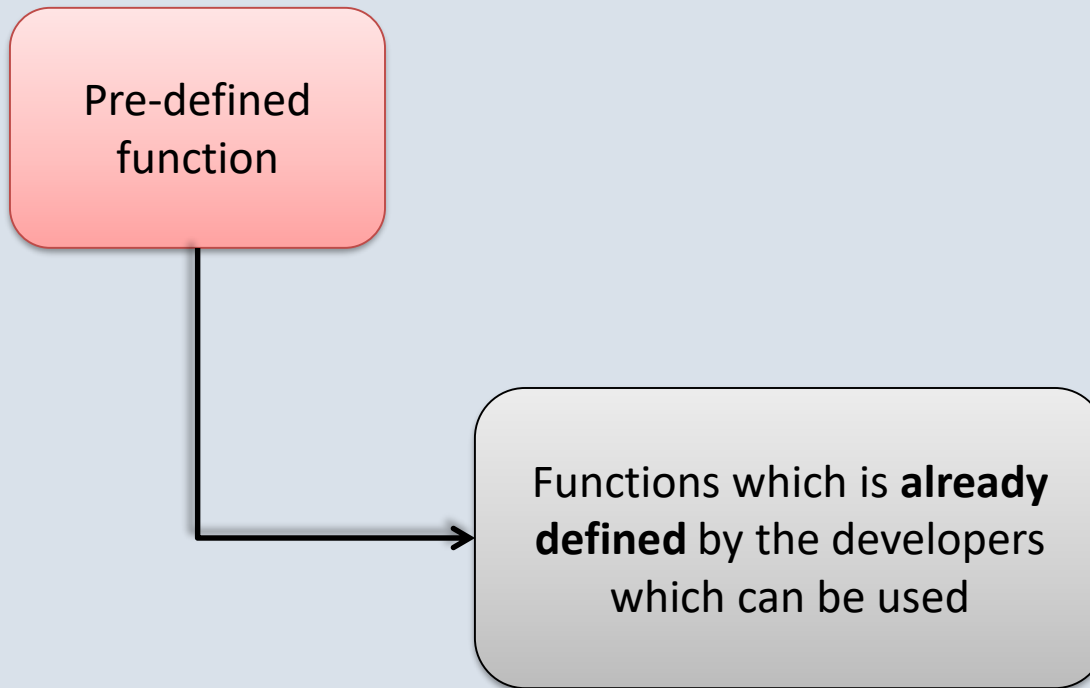 Pre-defined
function
Functions which is already
defined by the developers
which can be used